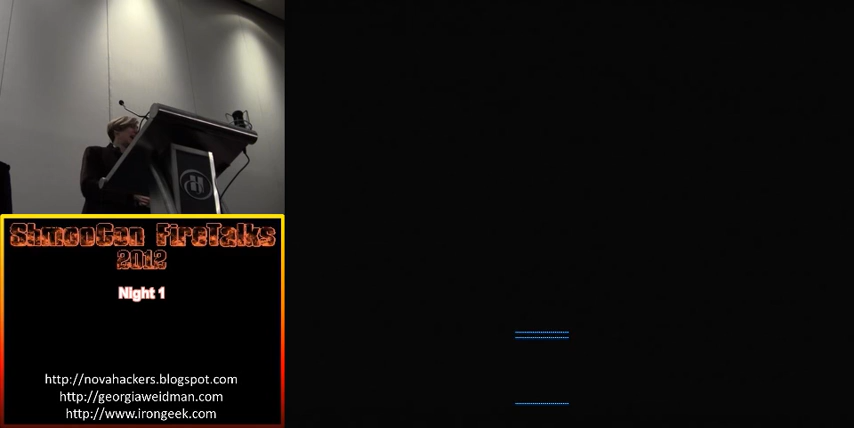 ShmooCon FireTalks
2012
Night 1
http://novahackers.blogspot.com
http://georgiaweidman.com
http://www.irongeek.com